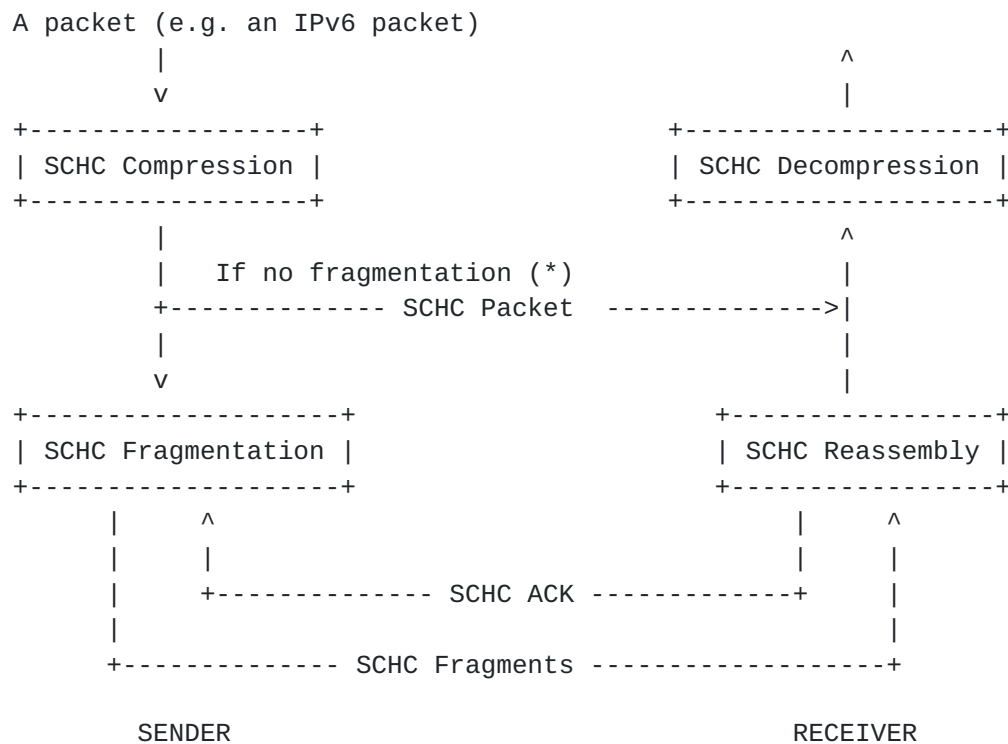 A packet (e.g. an IPv6 packet)
SCHC Compression
SCHC Decompression
If no fragmentation (*)
SCHC Packet
SCHC Fragmentation
SCHC Reassembly
SCHC ACK
SCHC Fragments
SENDER
RECEIVER